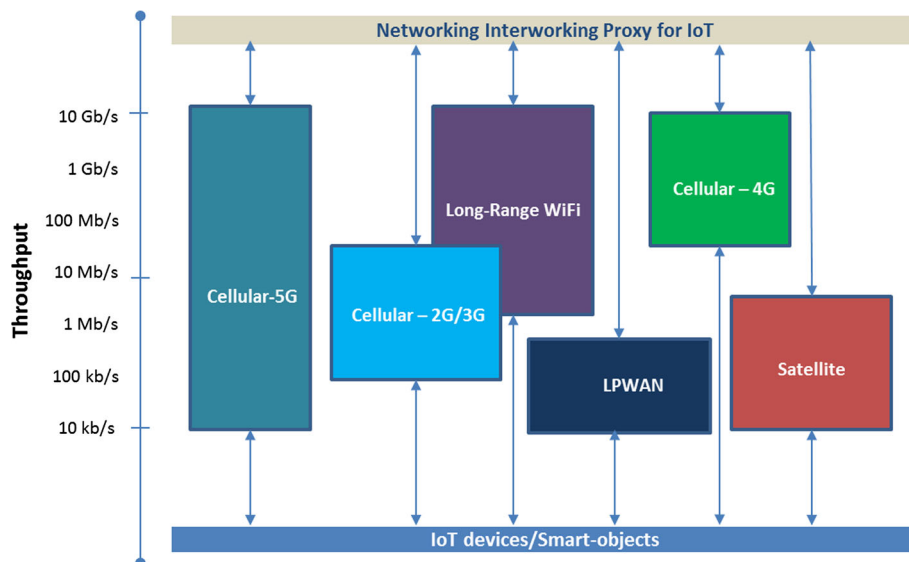 Networking Interworking Proxy for IoT
Throughput
10 Gb/s
1 Gb/s
100 Mb/s
10 Mb/s
1 Mb/s
100 kb/s
10 kb/s
Cellular-5G
Cellular – 2G/3G
Long-Range WiFi
LPWAN
Cellular – 4G
Satellite
IoT devices/Smart-objects